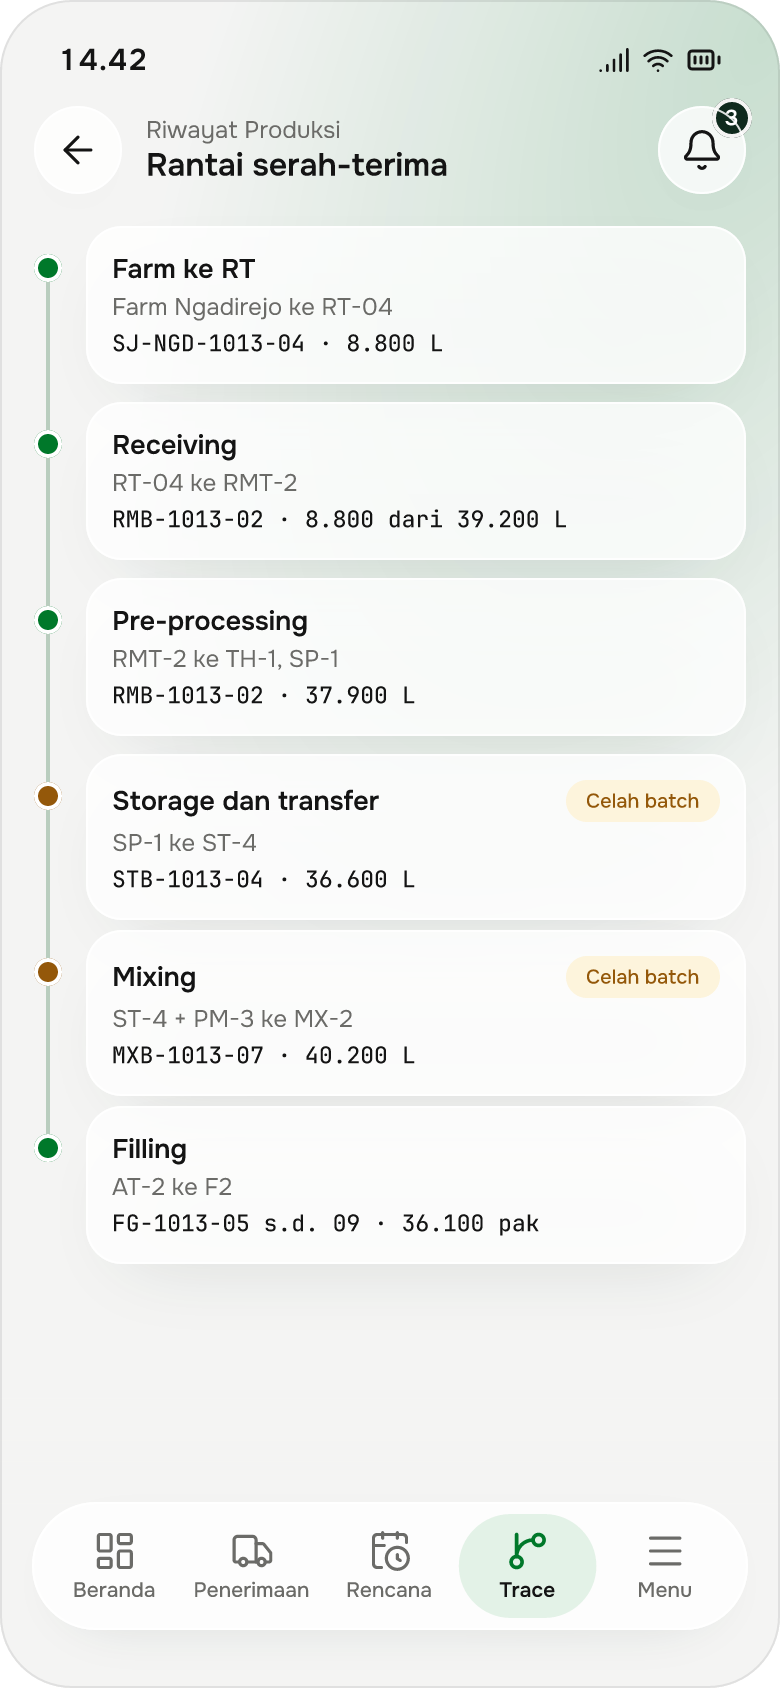 14.42
Riwayat Produksi
Rantai serah-terima
3
Farm ke RT
Farm Ngadirejo ke RT-04
SJ-NGD-1013-04 · 8.800 L
Receiving
RT-04 ke RMT-2
RMB-1013-02 · 8.800 dari 39.200 L
Pre-processing
RMT-2 ke TH-1, SP-1
RMB-1013-02 · 37.900 L
Storage dan transfer
Celah batch
SP-1 ke ST-4
STB-1013-04 · 36.600 L
Mixing
Celah batch
ST-4 + PM-3 ke MX-2
MXB-1013-07 · 40.200 L
Filling
AT-2 ke F2
FG-1013-05 s.d. 09 · 36.100 pak
Beranda
Penerimaan
Rencana
Trace
Menu